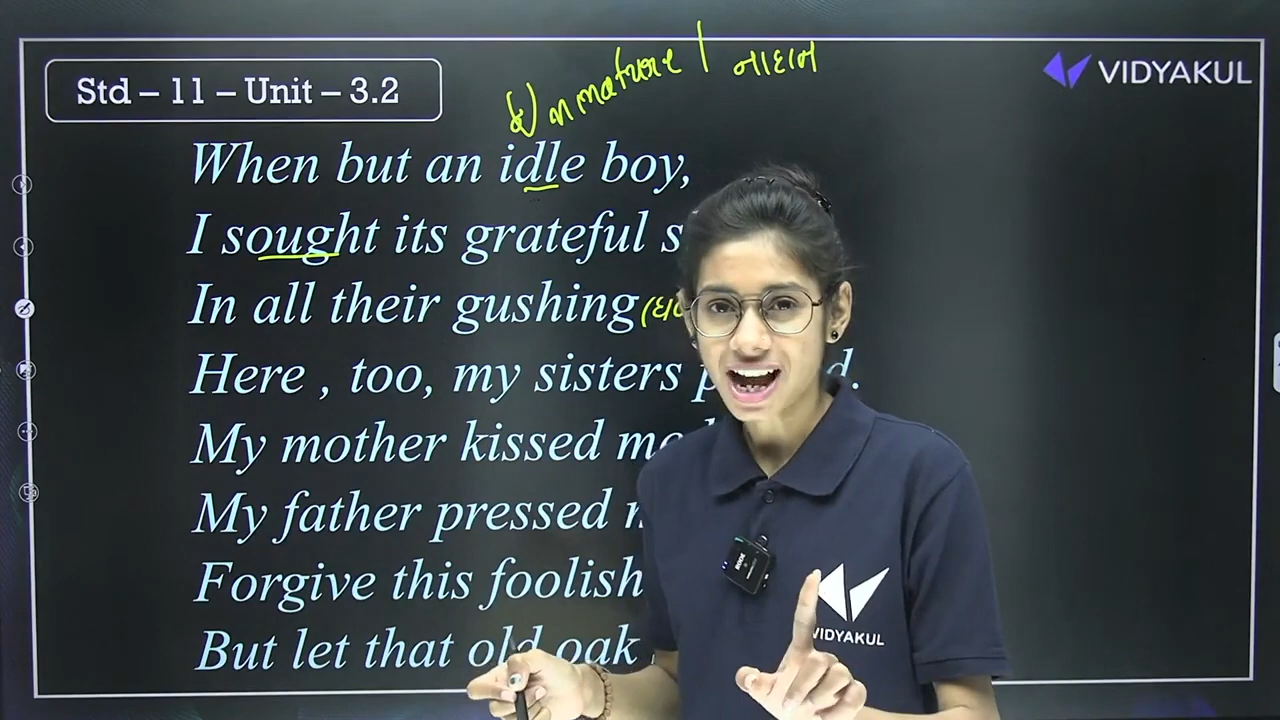 Std – 11 – Unit – 3.2
Immature / નાદાન
VIDYAKUL
When but an idle boy,
I sought its grateful
In all their gushing
Here , too, my sisters
My mother kissed
My father pressed
Forgive this foolish
But let that old oak
VIDYAKUL